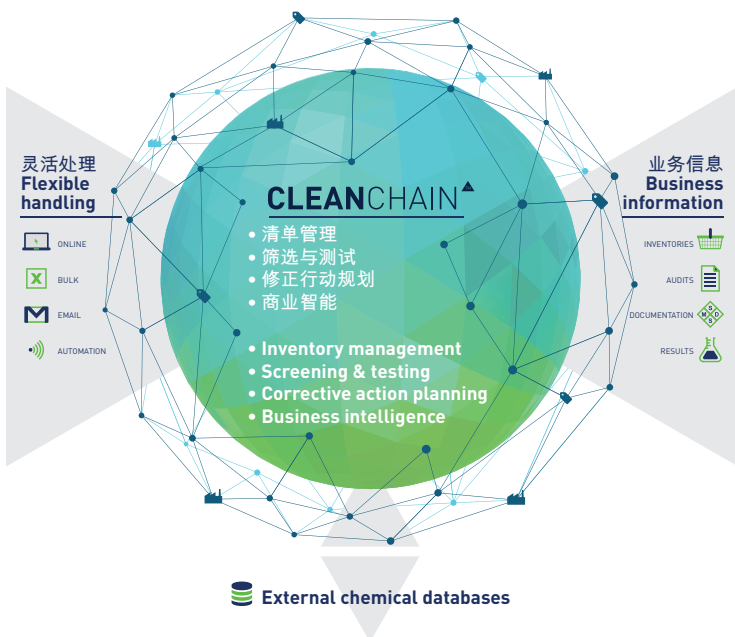 灵活处理
Flexible
handling
ONLINE
BULK
EMAIL
AUTOMATION
CLEANCHAIN
• 清单管理
• 筛选与测试
• 修正行动规划
• 商业智能
• Inventory management
• Screening & testing
• Corrective action planning
• Business intelligence
业务信息
Business
information
INVENTORIES
AUDITS
DOCUMENTATION
S
M D
S
RESULTS
External chemical databases